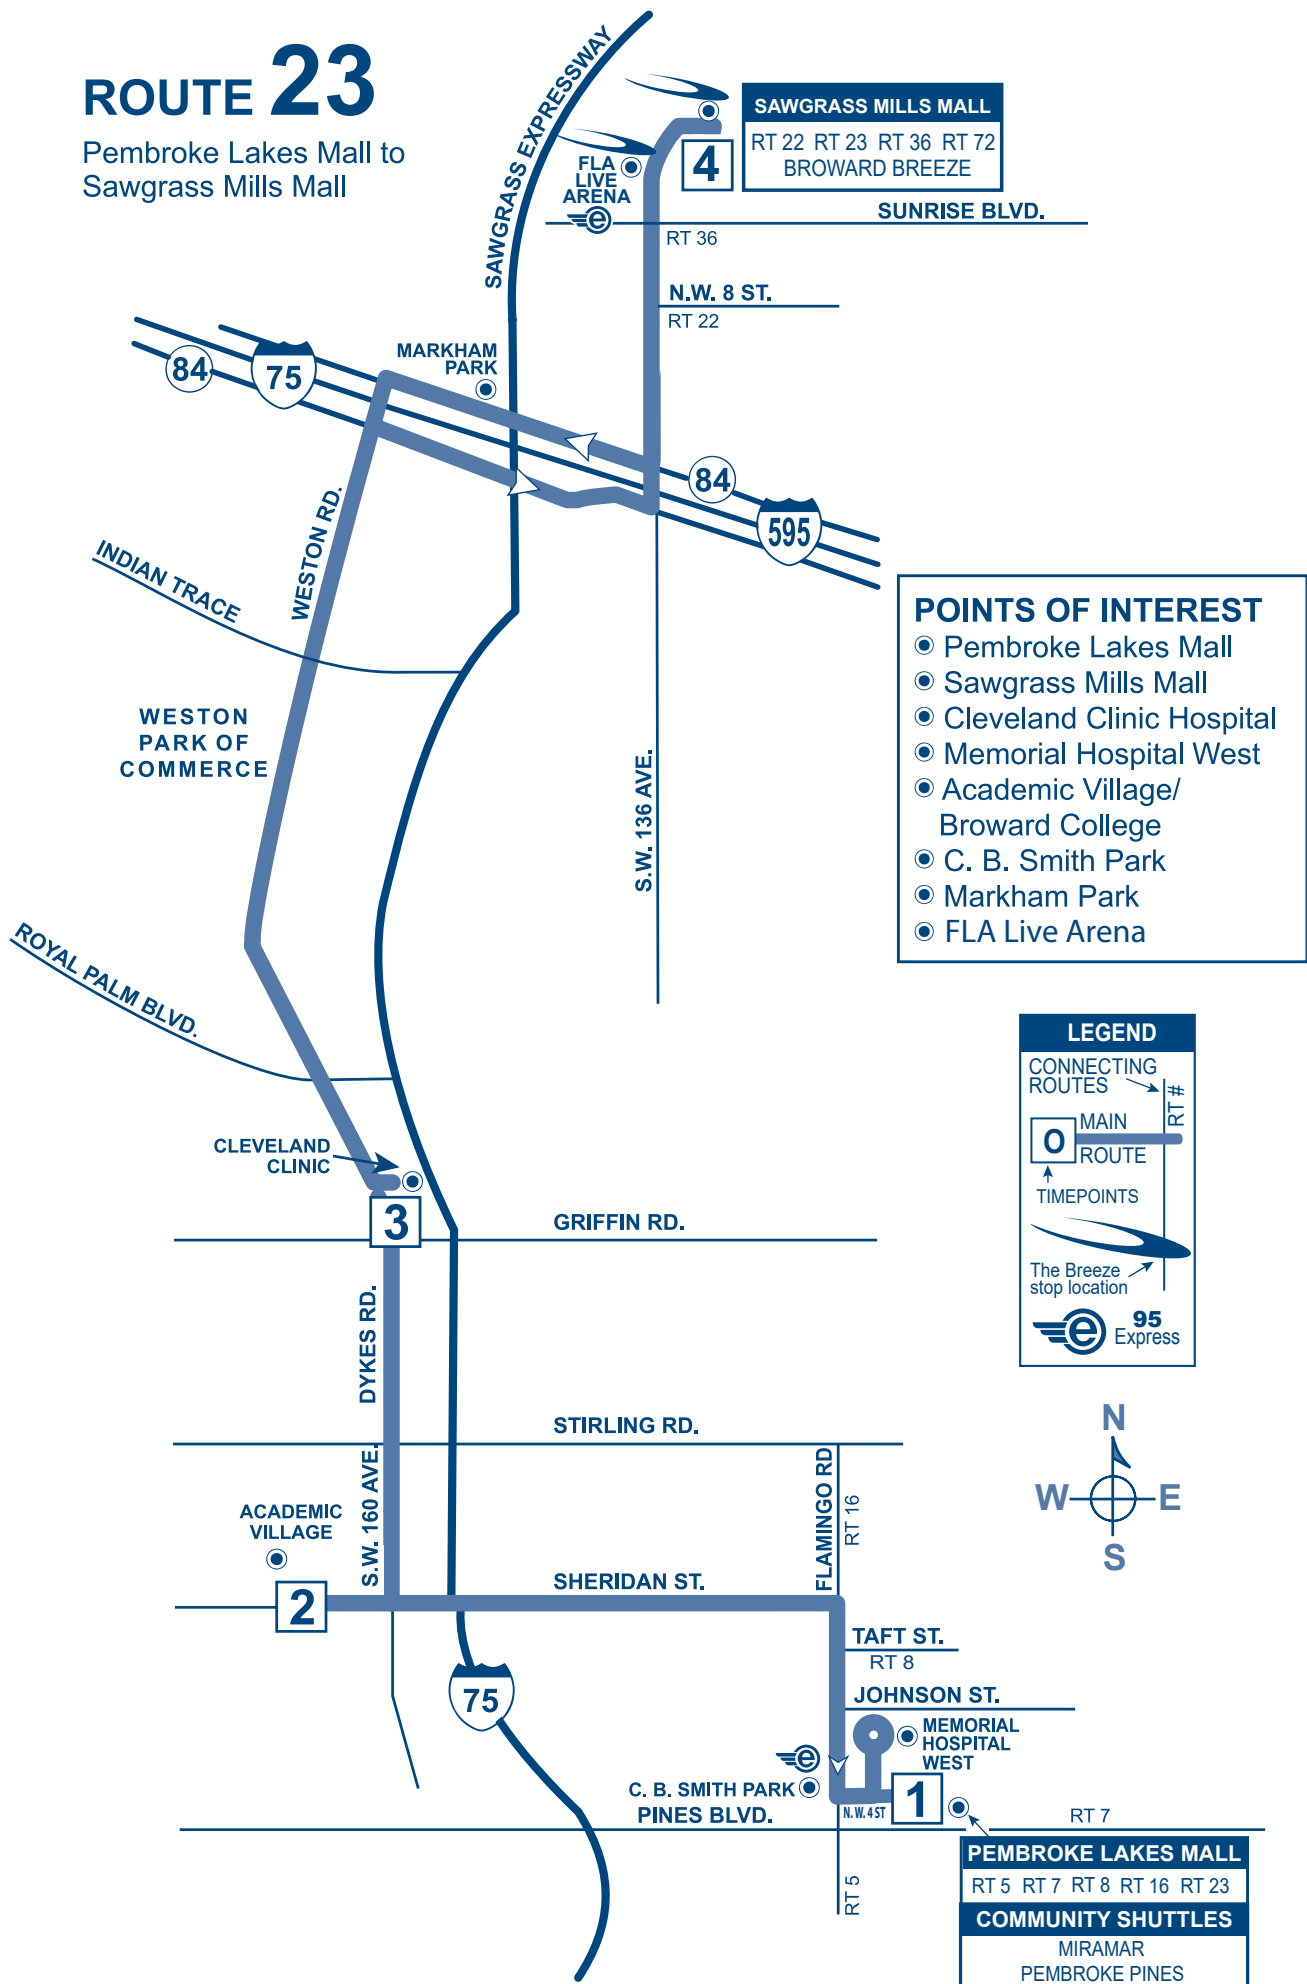 ROUTE 23
Pembroke Lakes Mall to
Sawgrass Mills Mall
SAWGRASS EXPRESSWAY
SAWGRASS MILLS MALL
RT 22 RT 23 RT 36 RT 72
BROWARD BREEZE
4
FLA
LIVE
ARENA
e
SUNRISE BLVD.
RT 36
N.W. 8 ST.
RT 22
MARKHAM
PARK
84
75
84
595
WESTON RD.
INDIAN TRACE
WESTON
PARK OF
COMMERCE
S.W. 136 AVE.
POINTS OF INTEREST
Pembroke Lakes Mall
Sawgrass Mills Mall
Cleveland Clinic Hospital
Memorial Hospital West
Academic Village/
Broward College
C. B. Smith Park
Markham Park
FLA Live Arena
ROYAL PALM BLVD.
LEGEND
CONNECTING
ROUTES
RT #
MAIN
O
ROUTE
TIMEPOINTS
The Breeze
stop location
e
95
Express
CLEVELAND
CLINIC
3
GRIFFIN RD.
DYKES RD.
STIRLING RD.
S.W. 160 AVE.
FLAMINGO RD
RT 16
N
W
E
S
ACADEMIC
VILLAGE
2
SHERIDAN ST.
TAFT ST.
RT 8
75
JOHNSON ST.
MEMORIAL
HOSPITAL
WEST
e
C. B. SMITH PARK
1
PINES BLVD.
N.W. 4 ST
RT 7
RT 5
PEMBROKE LAKES MALL
RT 5 RT 7 RT 8 RT 16 RT 23
COMMUNITY SHUTTLES
MIRAMAR
PEMBROKE PINES